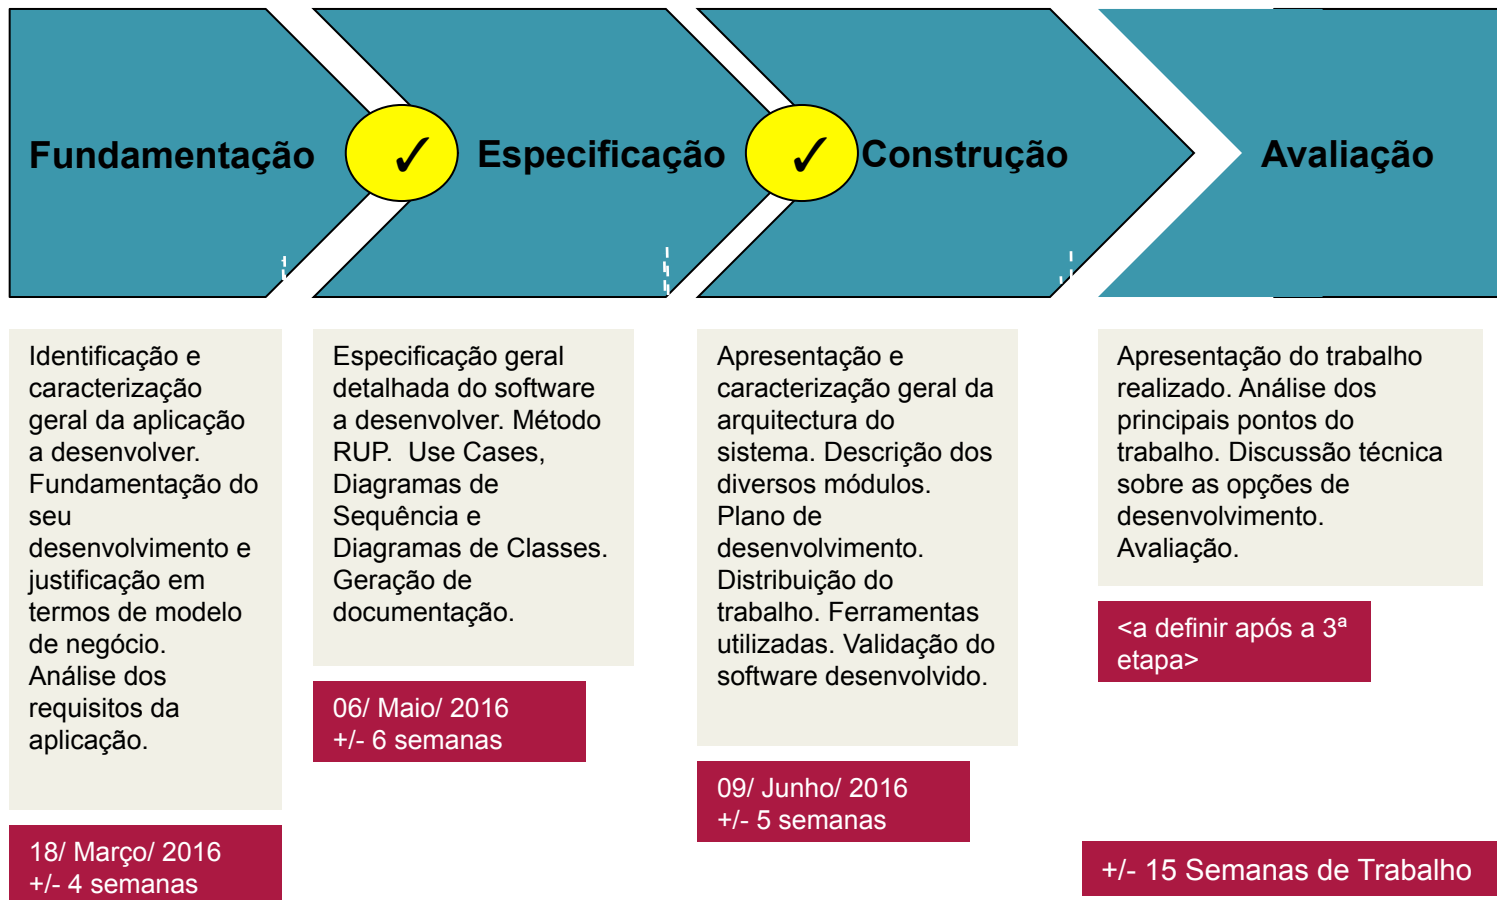 Fundamentação
✓
Especificação
✓
Construção
Avaliação
Identificação e
caracterização
geral da aplicação
a desenvolver.
Fundamentação do
seu
desenvolvimento e
justificação em
termos de modelo
de negócio.
Análise dos
requisitos da
aplicação.
18/ Março/ 2016
+/- 4 semanas
Especificação geral
detalhada do software
a desenvolver. Método
RUP.  Use Cases,
Diagramas de
Sequência e
Diagramas de Classes.
Geração de
documentação.
06/ Maio/ 2016
+/- 6 semanas
Apresentação e
caracterização geral da
arquitectura do
sistema. Descrição dos
diversos módulos.
Plano de
desenvolvimento.
Distribuição do
trabalho. Ferramentas
utilizadas. Validação do
software desenvolvido.
09/ Junho/ 2016
+/- 5 semanas
Apresentação do trabalho
realizado. Análise dos
principais pontos do
trabalho. Discussão técnica
sobre as opções de
desenvolvimento.
Avaliação.
<a definir após a 3ª
etapa>
+/- 15 Semanas de Trabalho